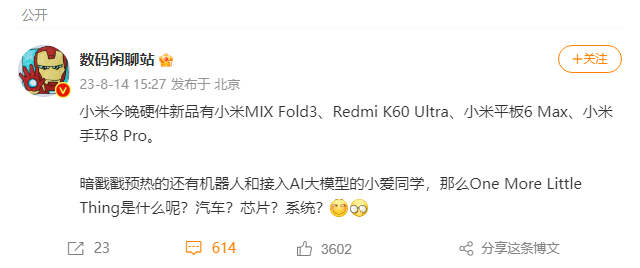 公开
数码闲聊站
+关注
23-8-14 15:27 发布于 北京
小米今晚硬件新品有小米MIX Fold3、Redmi K60 Ultra、小米平板6 Max、小米
手环8 Pro。
暗戳戳预热的还有机器人和接入AI大模型的小爱同学，那么One More Little
Thing是什么呢？汽车？芯片？系统？
23 614 3602 分享这条博文